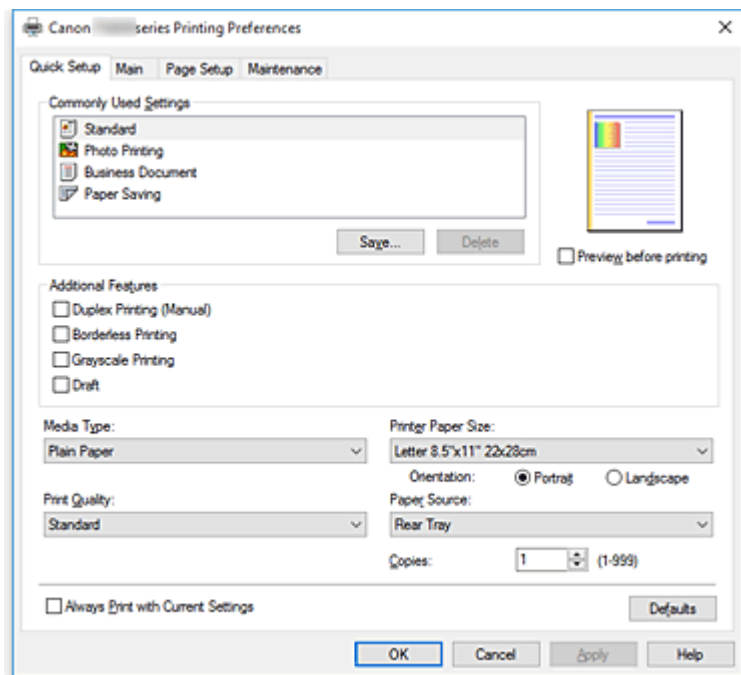 Canon series Printing Preferences
Quick Setup Main Page Setup Maintenance
Commonly Used Settings
Standard
Photo Printing
Business Document
Paper Saving
Save... Delete
Preview before printing
Additional Features
Duplex Printing (Manual)
Borderless Printing
Grayscale Printing
Draft
Media Type: Printer Paper Size:
Plain Paper Letter 8.5"x11" 22x28cm
Orientation: Portrait Landscape
Print Quality: Paper Source:
Standard Rear Tray
Copies: 1 (1-999)
Always Print with Current Settings Defaults
OK Cancel Apply Help